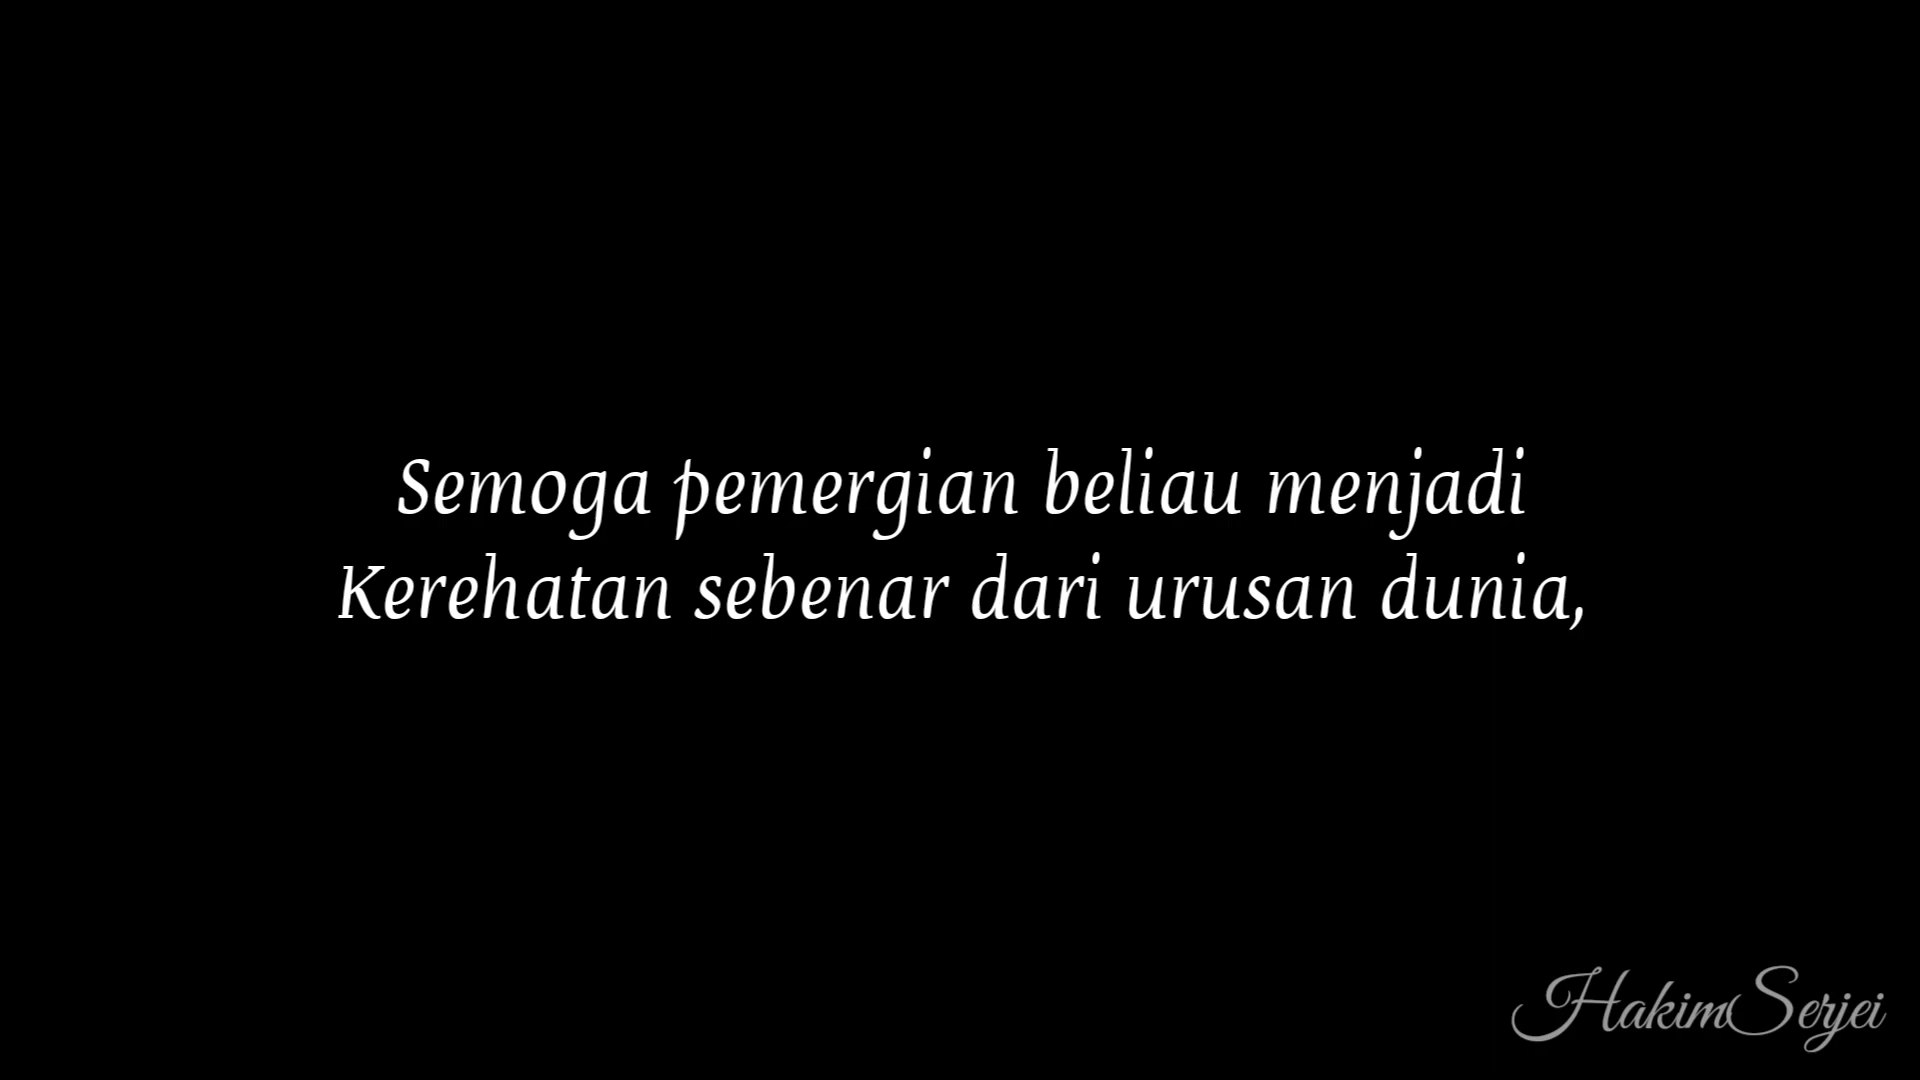 Semoga pemergian beliau menjadi
Kerehatan sebenar dari urusan dunia,
HakimSerjei